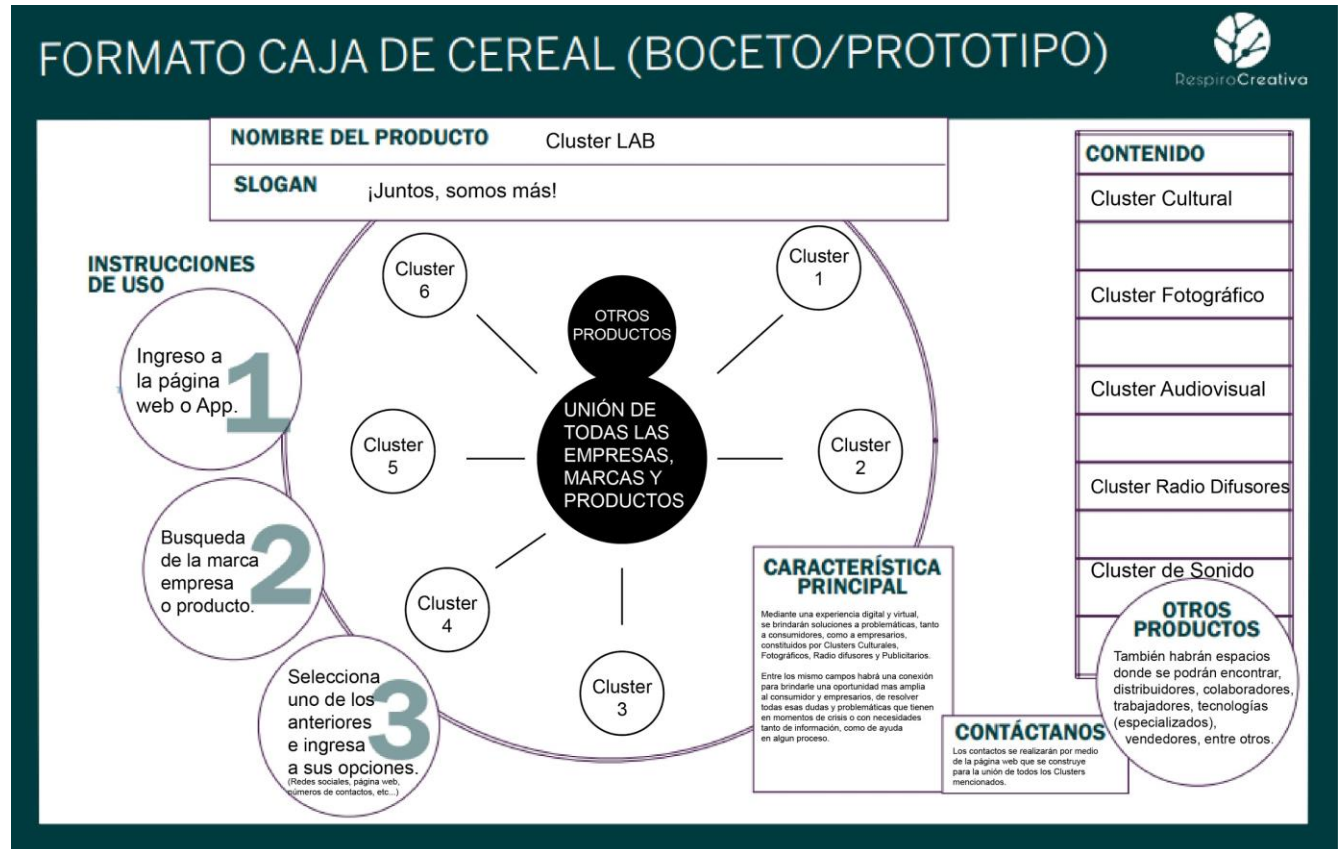 FORMATO CAJA DE CEREAL (BOCETO/PROTOTIPO)
RespiroCreativa
NOMBRE DEL PRODUCTO Cluster LAB
SLOGAN ¡Juntos, somos más!
INSTRUCCIONES
DE USO
1
Ingreso a
la página
web o App.
2
Busqueda
de la marca
empresa
o producto.
3
Selecciona
uno de los
anteriores
e ingresa
a sus opciones.
(Redes sociales, página web,
números de contactos, etc...)
Cluster
6
Cluster
1
Cluster
5
Cluster
2
Cluster
4
Cluster
3
OTROS
PRODUCTOS
UNIÓN DE
TODAS LAS
EMPRESAS,
MARCAS Y
PRODUCTOS
CARACTERÍSTICA
PRINCIPAL
Mediante una experiencia digital y virtual,
se brindarán soluciones a problemáticas, tanto
a consumidores, como a empresarios,
constituidos por Clusters Culturales,
Fotográficos, Radio difusores y Publicitarios.
Entre los mismo campos habrá una conexión
para brindarle una oportunidad mas amplia
al consumidor y empresarios, de resolver
todas esas dudas y problemáticas que tienen
en momentos de crisis o con necesidades
tanto de información, como de ayuda
en algun proceso.
CONTÁCTANOS
Los contactos se realizarán por medio
de la página web que se construye
para la unión de todos los Clusters
mencionados.
CONTENIDO
Cluster Cultural
Cluster Fotográfico
Cluster Audiovisual
Cluster Radio Difusores
Cluster de Sonido
OTROS
PRODUCTOS
También habrán espacios
donde se podrán encontrar,
distribuidores, colaboradores,
trabajadores, tecnologías
(especializados),
vendedores, entre otros.